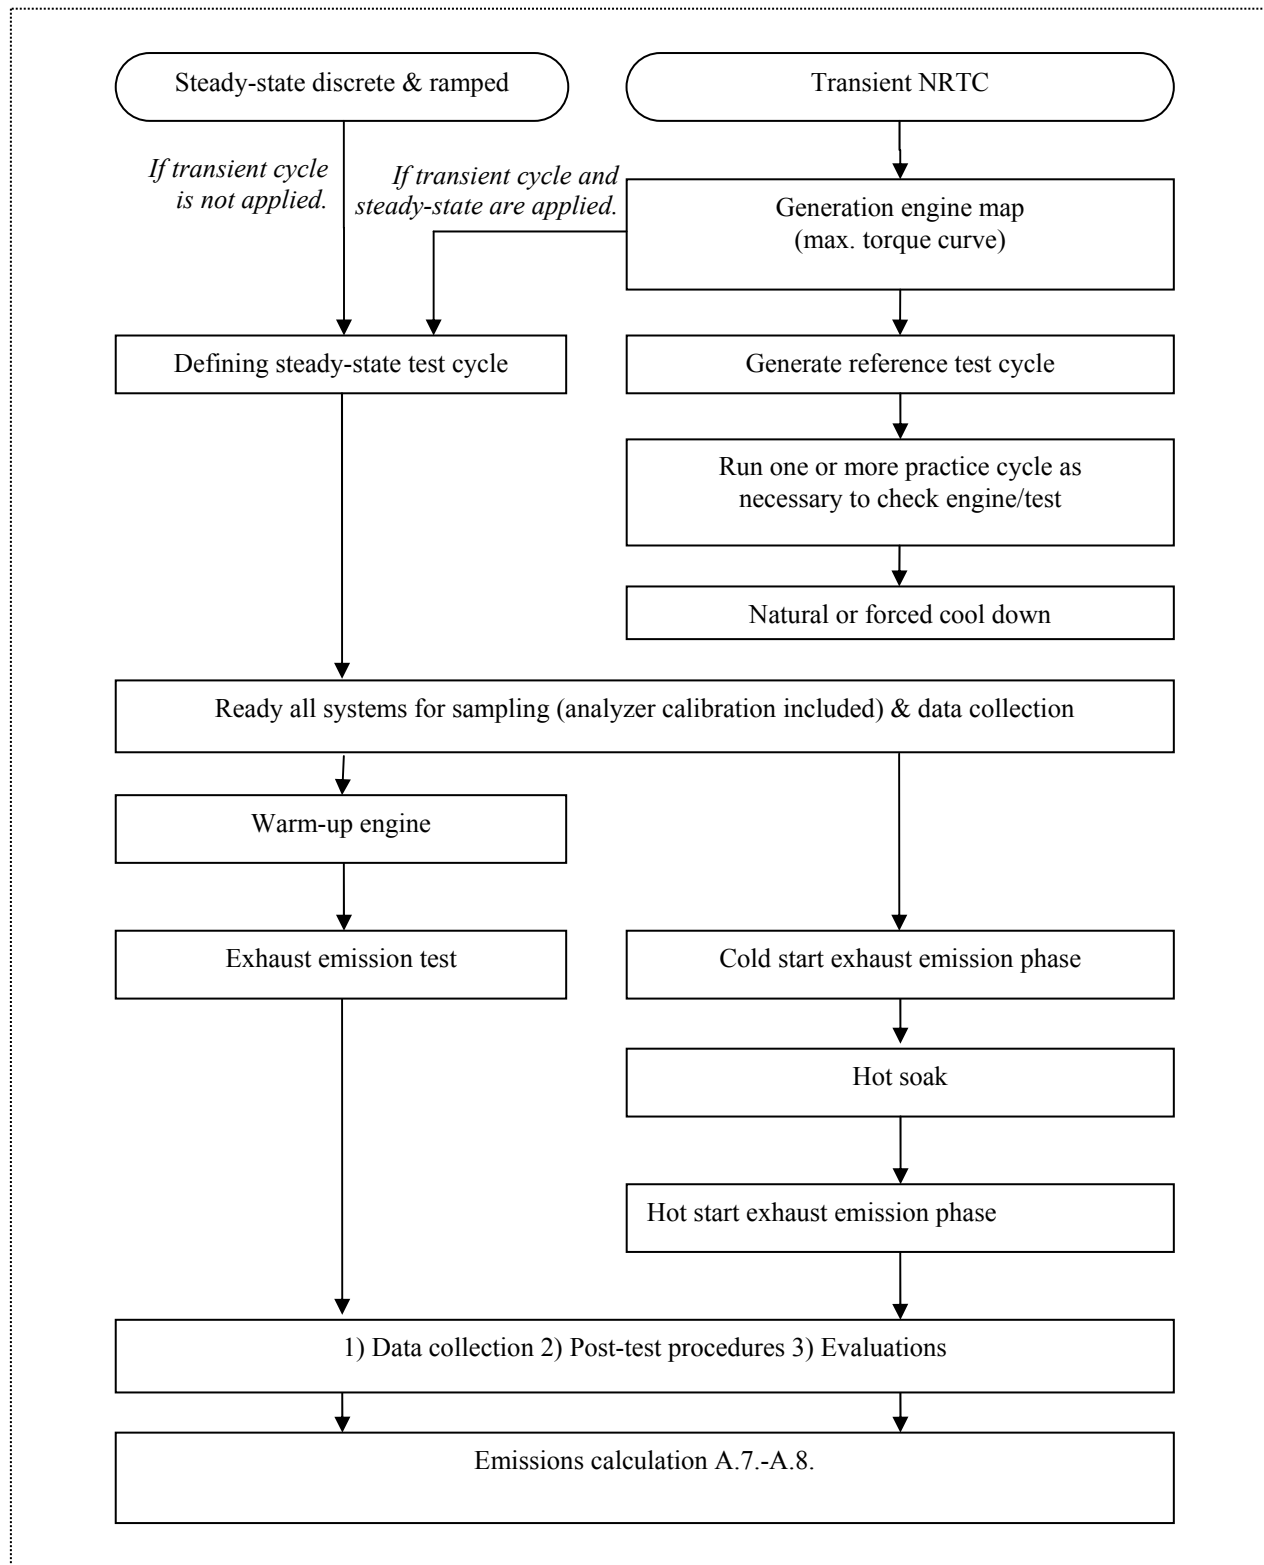 Steady-state discrete & ramped
Transient NRTC
If transient cycle
is not applied.
If transient cycle and
steady-state are applied.
Generation engine map
(max. torque curve)
Defining steady-state test cycle
Generate reference test cycle
Run one or more practice cycle as
necessary to check engine/test
Natural or forced cool down
Ready all systems for sampling (analyzer calibration included) & data collection
Warm-up engine
Exhaust emission test
Cold start exhaust emission phase
Hot soak
Hot start exhaust emission phase
1) Data collection 2) Post-test procedures 3) Evaluations
Emissions calculation A.7.-A.8.